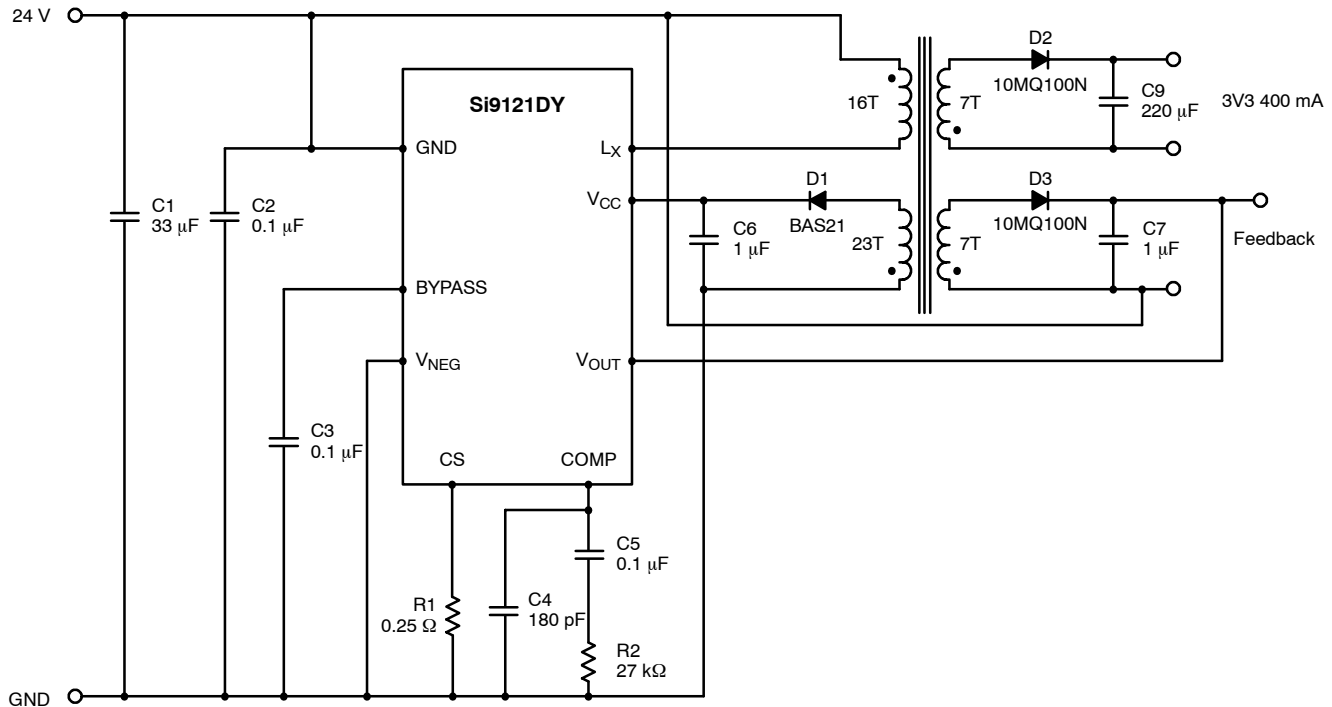 24 V
GND
C1
33 μF
C2
0.1 μF
C3
0.1 μF
Si9121DY
GND
BYPASS
VNEG
CS
COMP
LX
VCC
VOUT
R1
0.25 Ω
C4
180 pF
C5
0.1 μF
R2
27 kΩ
C6
1 μF
D1
BAS21
16T
23T
7T
7T
D2
10MQ100N
C9
220 μF
3V3 400 mA
D3
10MQ100N
C7
1 μF
Feedback